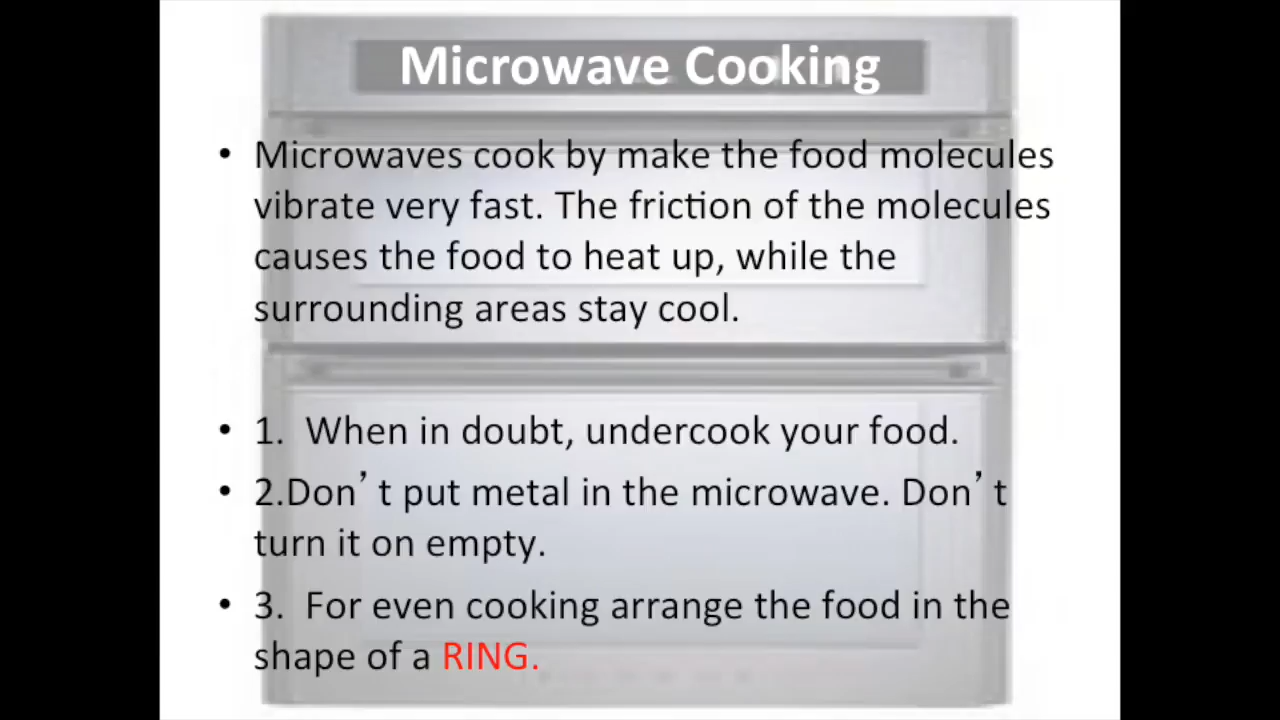 Microwave Cooking
• Microwaves cook by make the food molecules
vibrate very fast. The friction of the molecules
causes the food to heat up, while the
surrounding areas stay cool.
• 1.  When in doubt, undercook your food.
• 2.Don’t put metal in the microwave. Don’t
turn it on empty.
• 3.  For even cooking arrange the food in the
shape of a RING.